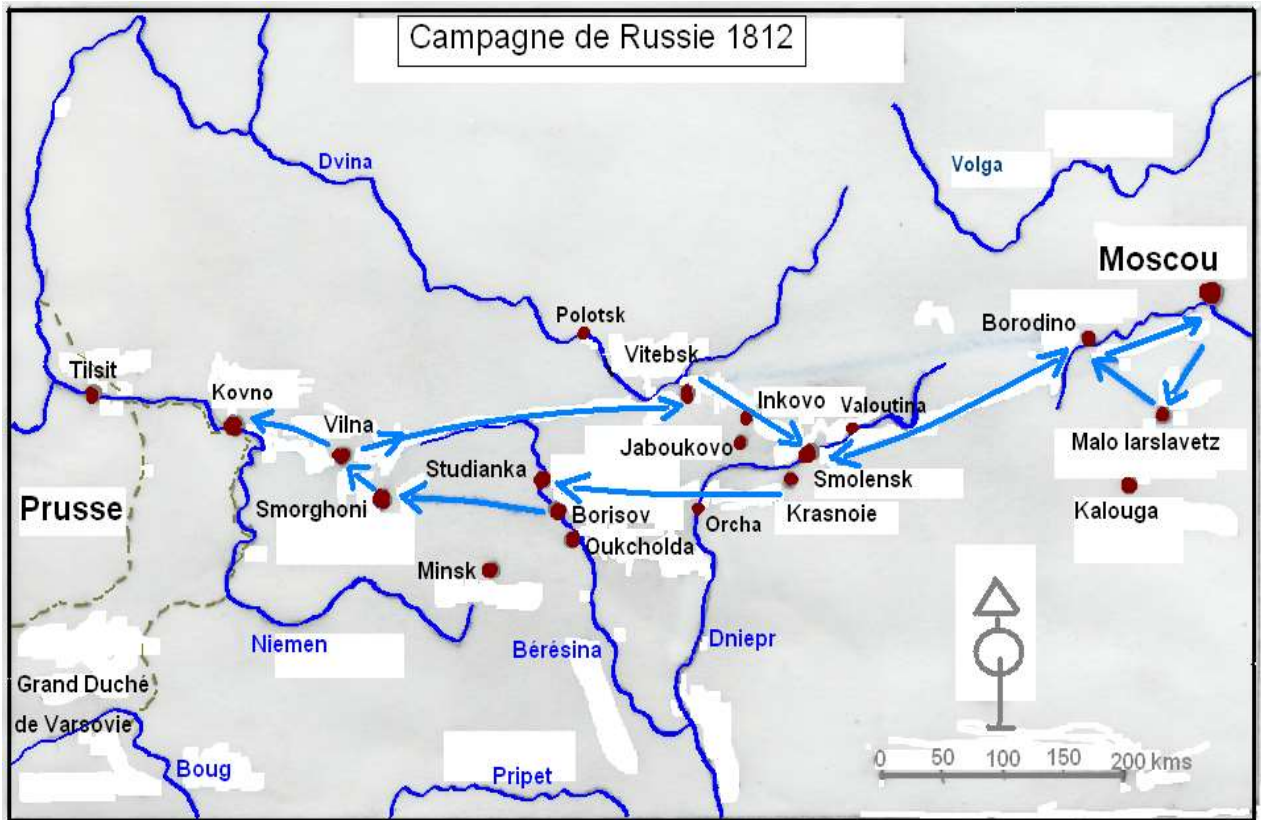 Campagne de Russie 1812
Dvina
Volga
Moscou
Polotsk
Borodino
Vitebsk
Tilsit
Kovno
Inkovo
Valoutina
Vilna
Jaboukovo
Malo Iarslavetz
Studianka
Smolensk
Prusse
Smorghoni
Borisov
Orcha
Krasnoie
Kalouga
Oukcholda
Minsk
Niemen
Bérésina
Dniepr
Grand Duché
de Varsovie
Boug
Pripet
0 50 100 150 200 kms